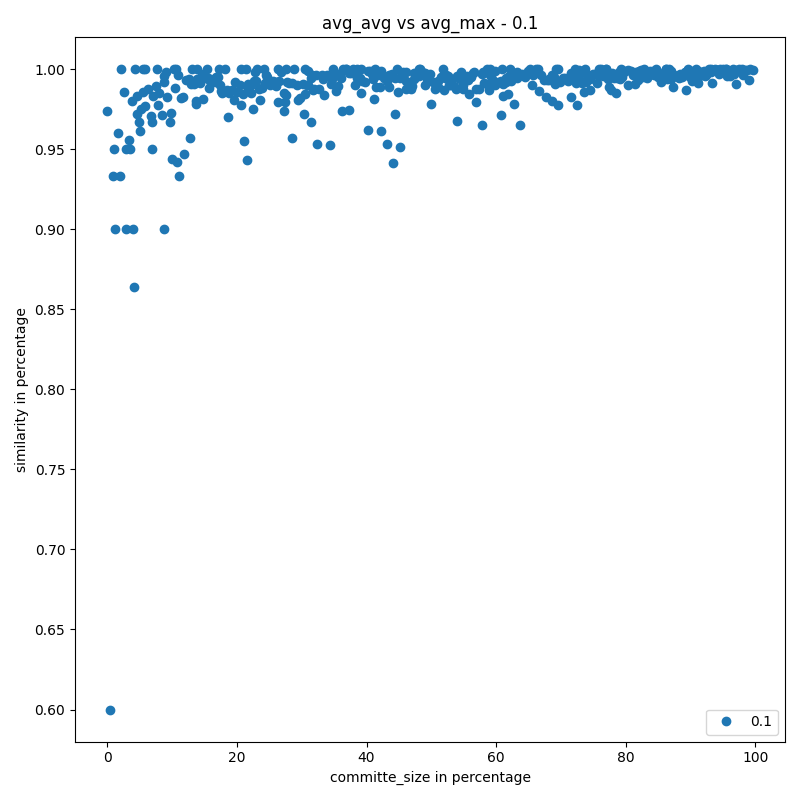 avg_avg vs avg_max - 0.1
1.00
0.95
0.90
0.85
0.80
0.75
0.70
0.65
0.60
similarity in percentage
0.1
0 20 40 60 80 100
committe_size in percentage